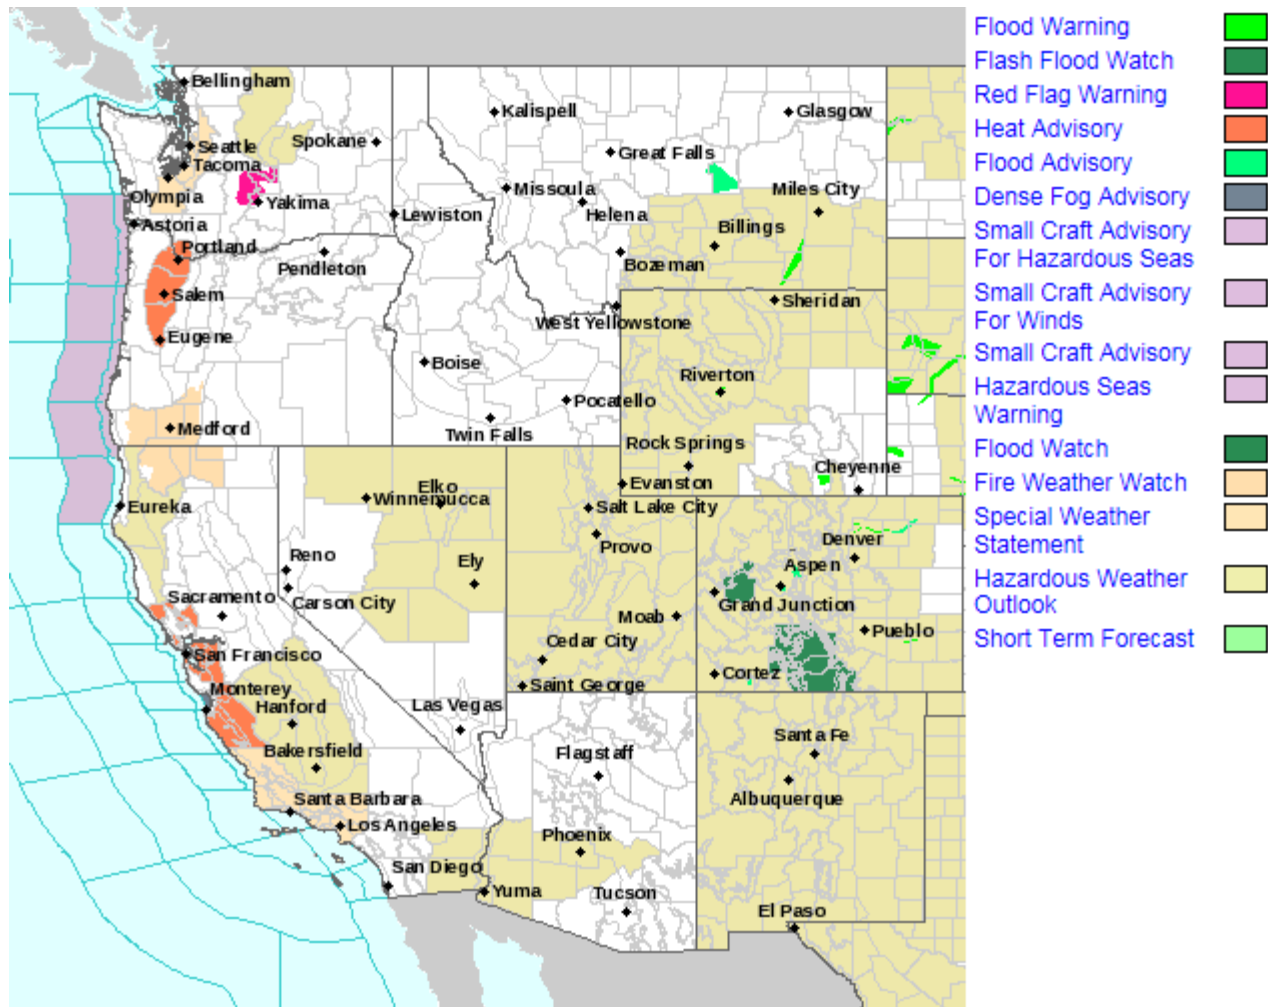 Bellingham
Kalispell
Glasgow
Seattle
Spokane
Great Falls
Tacoma
Olympia
Yakima
Missoula
Helena
Miles City
Lewiston
Astoria
Portland
Pendleton
Billings
Bozeman
Salem
West Yellowstone
Sheridan
Eugene
Boise
Riverton
Pocatello
Medford
Twin Falls
Rock Springs
Cheyenne
Elko
Winnemucca
Evanston
Eureka
Salt Lake City
Provo
Denver
Reno
Ely
Aspen
Sacramento
Carson City
Grand Junction
Moab
Pueblo
San Francisco
Cedar City
Cortez
Saint George
Monterey
Hanford
Las Vegas
Bakersfield
Flagstaff
Santa Fe
Santa Barbara
Albuquerque
Los Angeles
Phoenix
San Diego
Yuma
Tucson
El Paso
Flood Warning
Flash Flood Watch
Red Flag Warning
Heat Advisory
Flood Advisory
Dense Fog Advisory
Small Craft Advisory
For Hazardous Seas
Small Craft Advisory
For Winds
Small Craft Advisory
Hazardous Seas
Warning
Flood Watch
Fire Weather Watch
Special Weather
Statement
Hazardous Weather
Outlook
Short Term Forecast